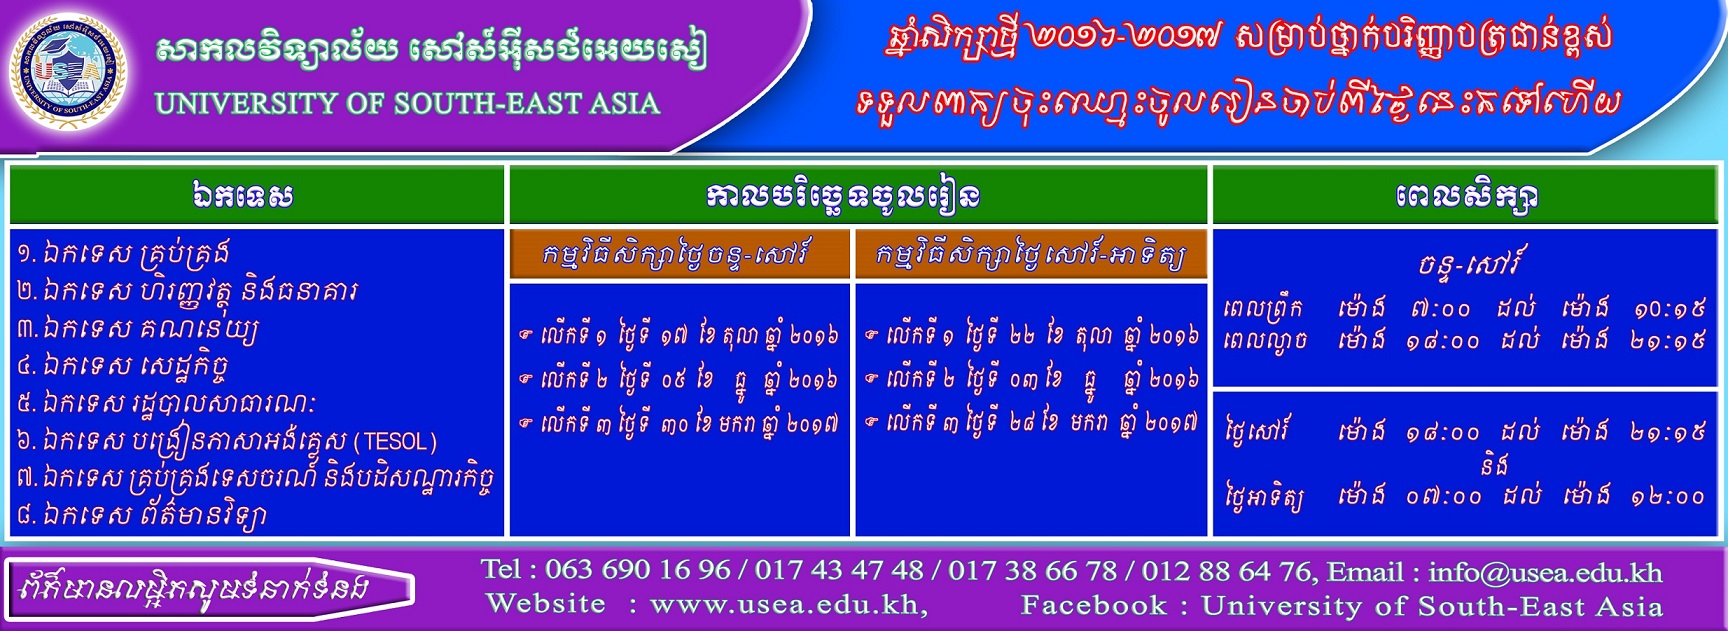 សាកលវិទ្យាល័យ សៅស៍អ៊ីសថ៍អេយសៀ
UNIVERSITY OF SOUTH-EAST ASIA
USEA
ឆ្នាំសិក្សាថ្មី ២០១៦-២០១៧ សម្រាប់ថ្នាក់បរិញ្ញាបត្រជាន់ខ្ពស់
ទទួលពាក្យចុះឈ្មោះចូលរៀនចាប់ពីថ្ងៃនេះតទៅហើយ
ឯកទេស
១. ឯកទេស គ្រប់គ្រង
២. ឯកទេស ហិរញ្ញវត្ថុ និងធនាគារ
៣. ឯកទេស គណនេយ្យ
៤. ឯកទេស សេដ្ឋកិច្ច
៥. ឯកទេស រដ្ឋបាលសាធារណៈ
៦. ឯកទេស បង្រៀនភាសាអង់គ្លេស (TESOL)
៧. ឯកទេស គ្រប់គ្រងទេសចរណ៍ និងបដិសណ្ឋារកិច្ច
៨. ឯកទេស ព័ត៌មានវិទ្យា
កាលបរិច្ឆេទចូលរៀន
កម្មវិធីសិក្សាថ្ងៃចន្ទ-សៅរ៍
☞ លើកទី ១ ថ្ងៃទី ១៧ ខែ តុលា ឆ្នាំ ២០១៦
☞ លើកទី ២ ថ្ងៃទី ០៥ ខែ ធ្នូ ឆ្នាំ ២០១៦
☞ លើកទី ៣ ថ្ងៃទី ៣០ ខែ មករា ឆ្នាំ ២០១៧
កម្មវិធីសិក្សាថ្ងៃសៅរ៍-អាទិត្យ
☞ លើកទី ១ ថ្ងៃទី ២២ ខែ តុលា ឆ្នាំ ២០១៦
☞ លើកទី ២ ថ្ងៃទី ០៣ ខែ ធ្នូ ឆ្នាំ ២០១៦
☞ លើកទី ៣ ថ្ងៃទី ២៨ ខែ មករា ឆ្នាំ ២០១៧
ពេលសិក្សា
ចន្ទ-សៅរ៍
ពេលព្រឹក ម៉ោង ៧:០០ ដល់ ម៉ោង ១០:១៥
ពេលល្ងាច ម៉ោង ១៨:០០ ដល់ ម៉ោង ២១:១៥
ថ្ងៃសៅរ៍ ម៉ោង ១៨:០០ ដល់ ម៉ោង ២១:១៥
និង
ថ្ងៃអាទិត្យ ម៉ោង ០៧:០០ ដល់ ម៉ោង ១២:០០
ព័ត៌មានលម្អិតសូមទំនាក់ទំនង
Tel : 063 690 16 96 / 017 43 47 48 / 017 38 66 78 / 012 88 64 76, Email : info@usea.edu.kh
Website : www.usea.edu.kh, Facebook : University of South-East Asia